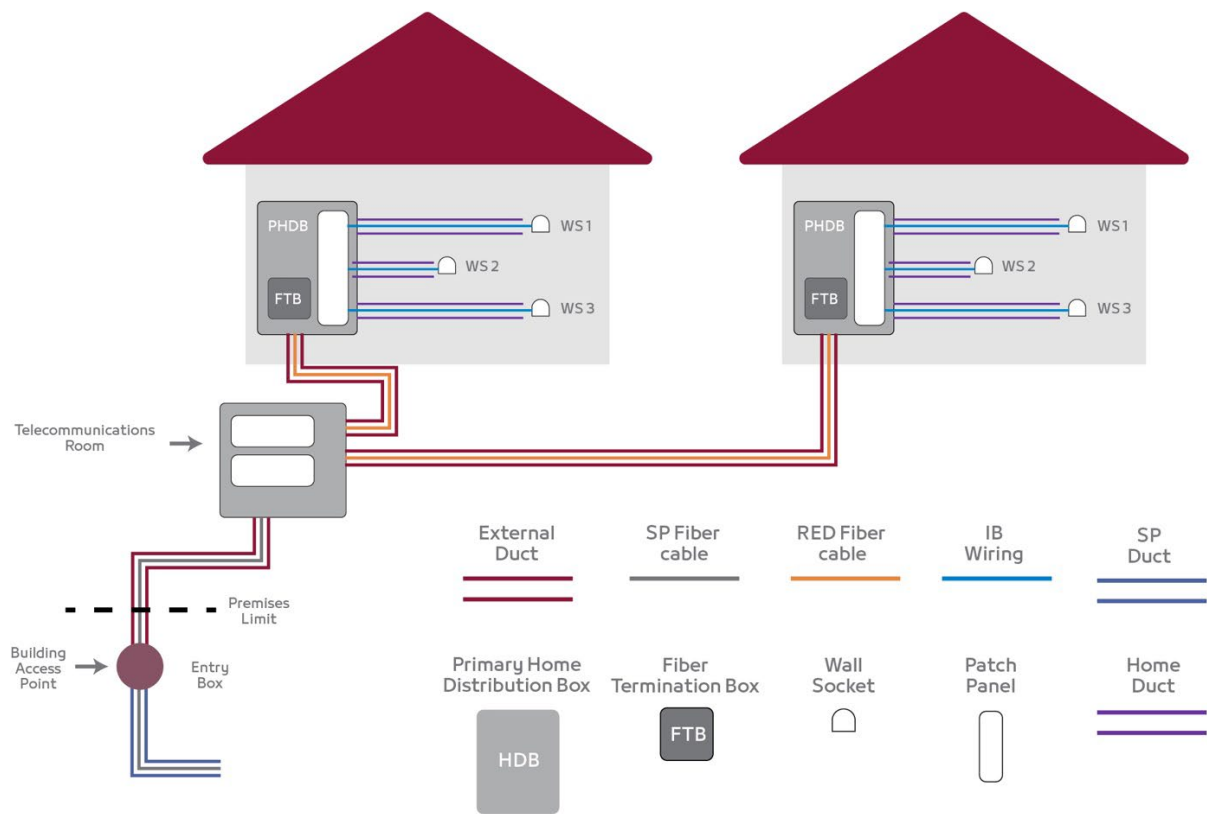 PHDB
WS1
WS2
FTB
WS3
PHDB
WS1
WS2
FTB
WS3
Telecommunications
Room
Premises
Limit
Building
Access
Point
Entry
Box
External
Duct
SP Fiber
cable
RED Fiber
cable
IB
Wiring
SP
Duct
Primary Home
Distribution Box
HDB
Fiber
Termination Box
FTB
Wall
Socket
Patch
Panel
Home
Duct